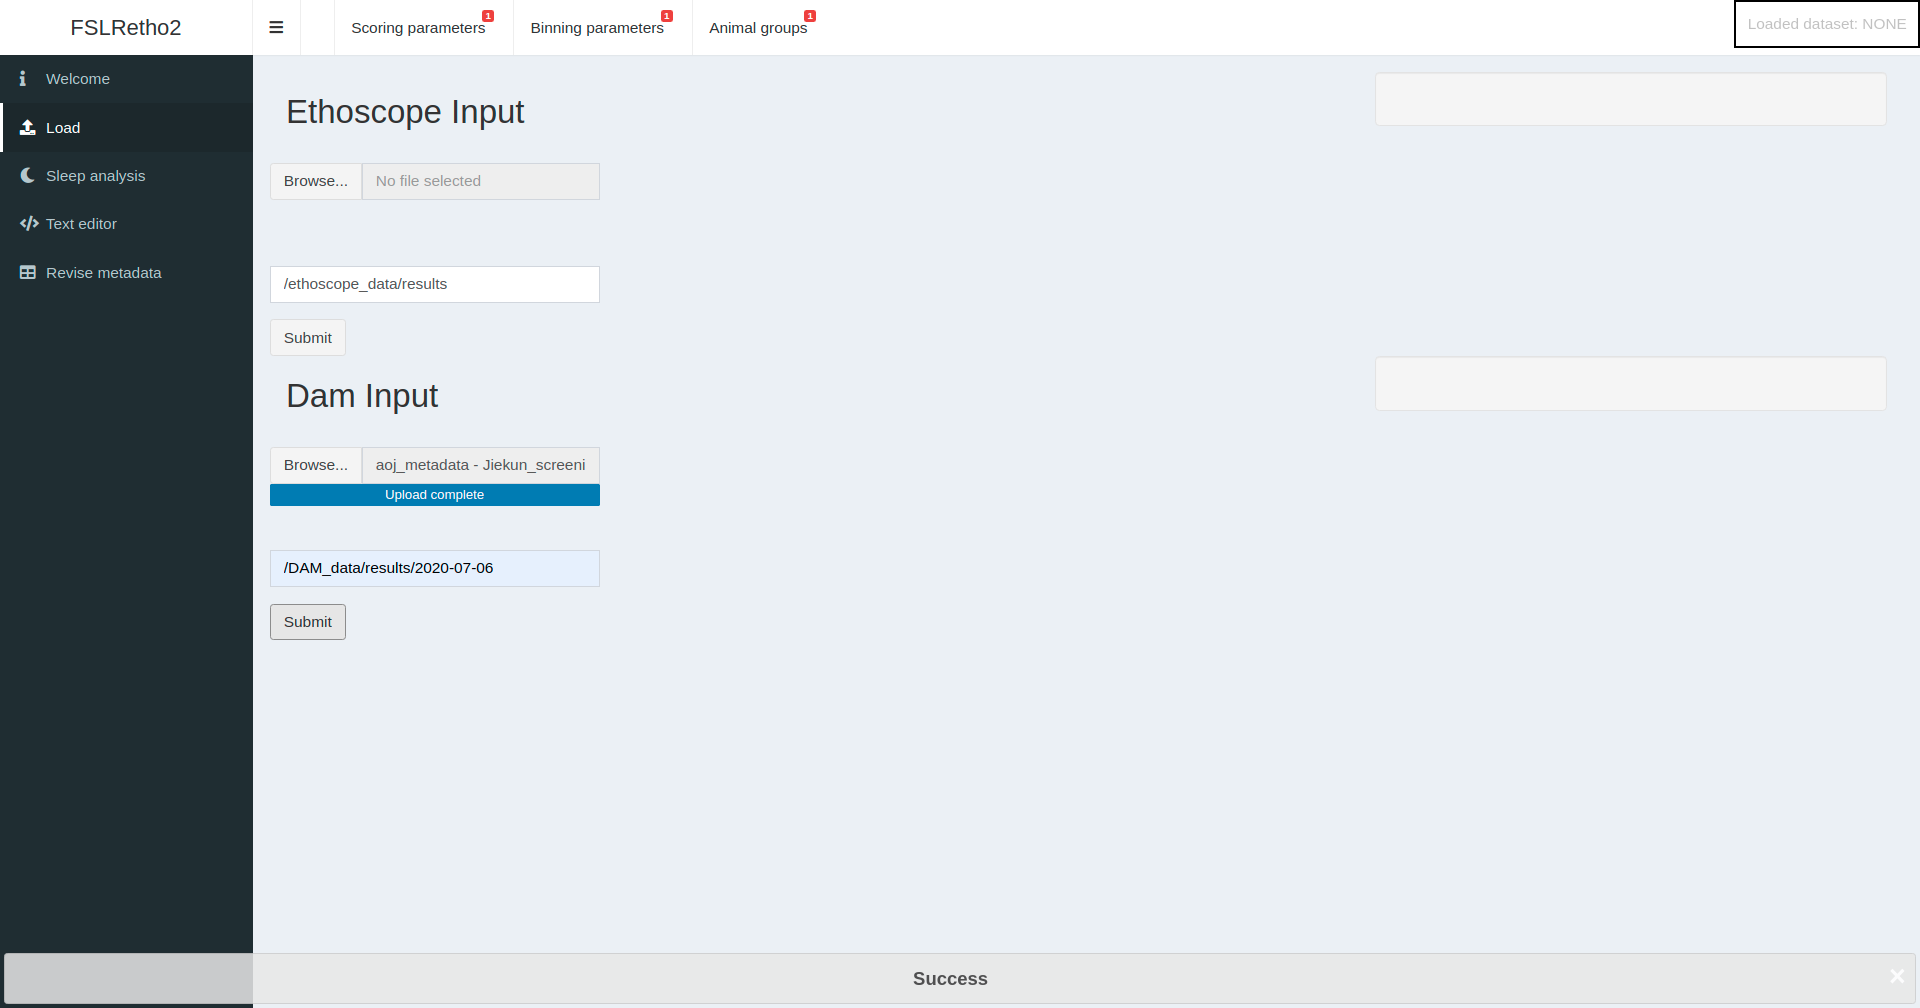 FSLRetho2
Scoring parameters 1
Binning parameters 1
Animal groups 1
Loaded dataset: NONE
Welcome
Load
Sleep analysis
Text editor
Revise metadata
Ethoscope Input
Browse... No file selected
/ethoscope_data/results
Submit
Dam Input
Browse... aoj_metadata - Jiekun_screeni
Upload complete
/DAM_data/results/2020-07-06
Submit
Success